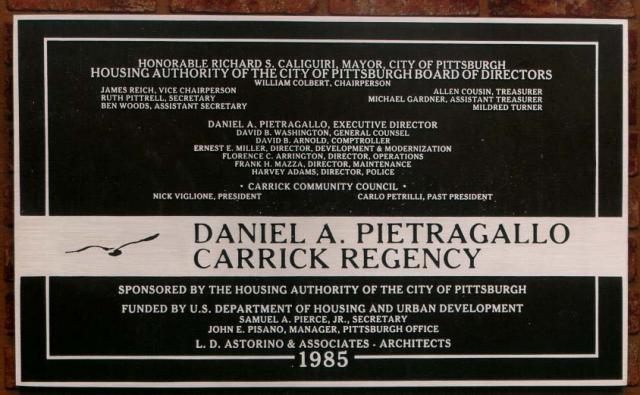 HONORABLE RICHARD S. CALIGUIRI, MAYOR, CITY OF PITTSBURGH
HOUSING AUTHORITY OF THE CITY OF PITTSBURGH BOARD OF DIRECTORS
WILLIAM COLBERT, CHAIRPERSON
JAMES REICH, VICE CHAIRPERSON ALLEN COUSIN, TREASURER
RUTH PITTRELL, SECRETARY MICHAEL GARDNER, ASSISTANT TREASURER
BEN WOODS, ASSISTANT SECRETARY MILDRED TURNER
DANIEL A. PIETRAGALLO, EXECUTIVE DIRECTOR
DAVID B. WASHINGTON, GENERAL COUNSEL
DAVID B. ARNOLD, COMPTROLLER
ERNEST E. MILLER, DIRECTOR, DEVELOPMENT & MODERNIZATION
FLORENCE C. ARRINGTON, DIRECTOR, OPERATIONS
FRANK H. MAZZA, DIRECTOR, MAINTENANCE
HARVEY ADAMS, DIRECTOR, POLICE
• CARRICK COMMUNITY COUNCIL •
NICK VIGLIONE, PRESIDENT CARLO PETRILLI, PAST PRESIDENT
DANIEL A. PIETRAGALLO
CARRICK REGENCY
SPONSORED BY THE HOUSING AUTHORITY OF THE CITY OF PITTSBURGH
FUNDED BY U.S. DEPARTMENT OF HOUSING AND URBAN DEVELOPMENT
SAMUEL A. PIERCE, JR., SECRETARY
JOHN E. PISANO, MANAGER, PITTSBURGH OFFICE
L. D. ASTORINO & ASSOCIATES - ARCHITECTS
1985